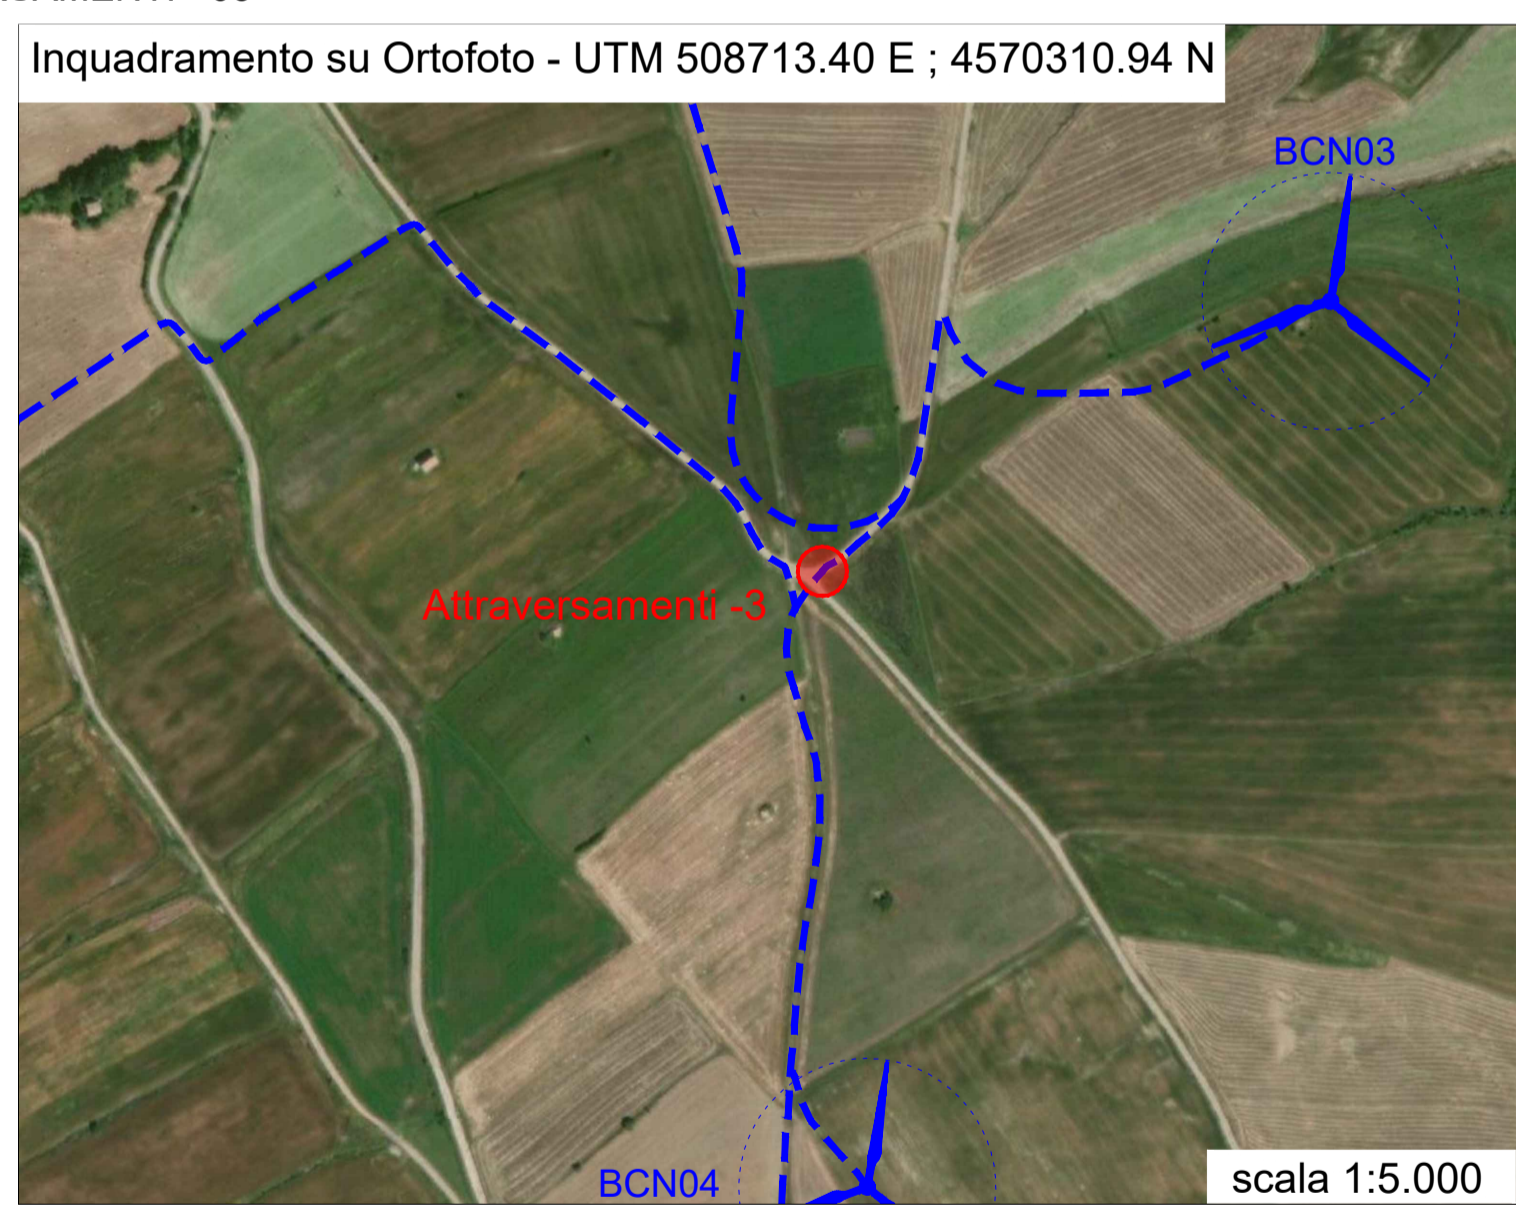 Inquadramento su Ortofoto - UTM 508713.40 E ; 4570310.94 N
BCN03
Attraversamenti -3
BCN04
scala 1:5.000